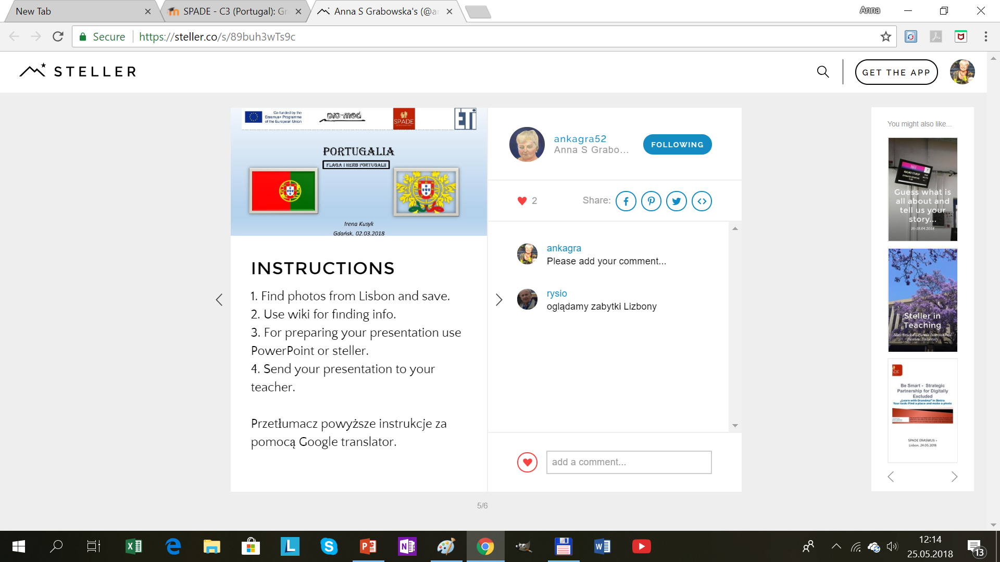 New Tab
SPADE - C3 (Portugal): Gr
Anna S Grabowska's (@a
Anna
Secure
https://steller.co/s/89buh3wTs9c
STELLER
GET THE APP
Co-funded by the
Erasmus+ Programme
of the European Union
pro-med
SPADE
ETI
PORTUGALIA
FLAGA I HERB PORTUGALII
Irena Kusyk
Gdańsk, 02.03.2018
INSTRUCTIONS
1. Find photos from Lisbon and save.
2. Use wiki for finding info.
3. For preparing your presentation use
PowerPoint or steller.
4. Send your presentation to your
teacher.
Przetłumacz powyższe instrukcje za
pomocą Google translator.
ankagra52
Anna S Grabo...
FOLLOWING
2
Share:
ankagra
Please add your comment...
rysio
oglądamy zabytki Lizbony
add a comment...
5/6
You might also like...
Guess what is
all about and
tell us your
story...
16-18.04.2018
Steller in
Teaching
Niels Brock California International
Business University
Be Smart - Strategic
Partnership for Digitally
Excluded
„Learn with Grandma" in Sintra
Your task: Find a place and make a photo
SPADE ERASMUS +
Lisbon, 24.05.2018
12:14
25.05.2018
13